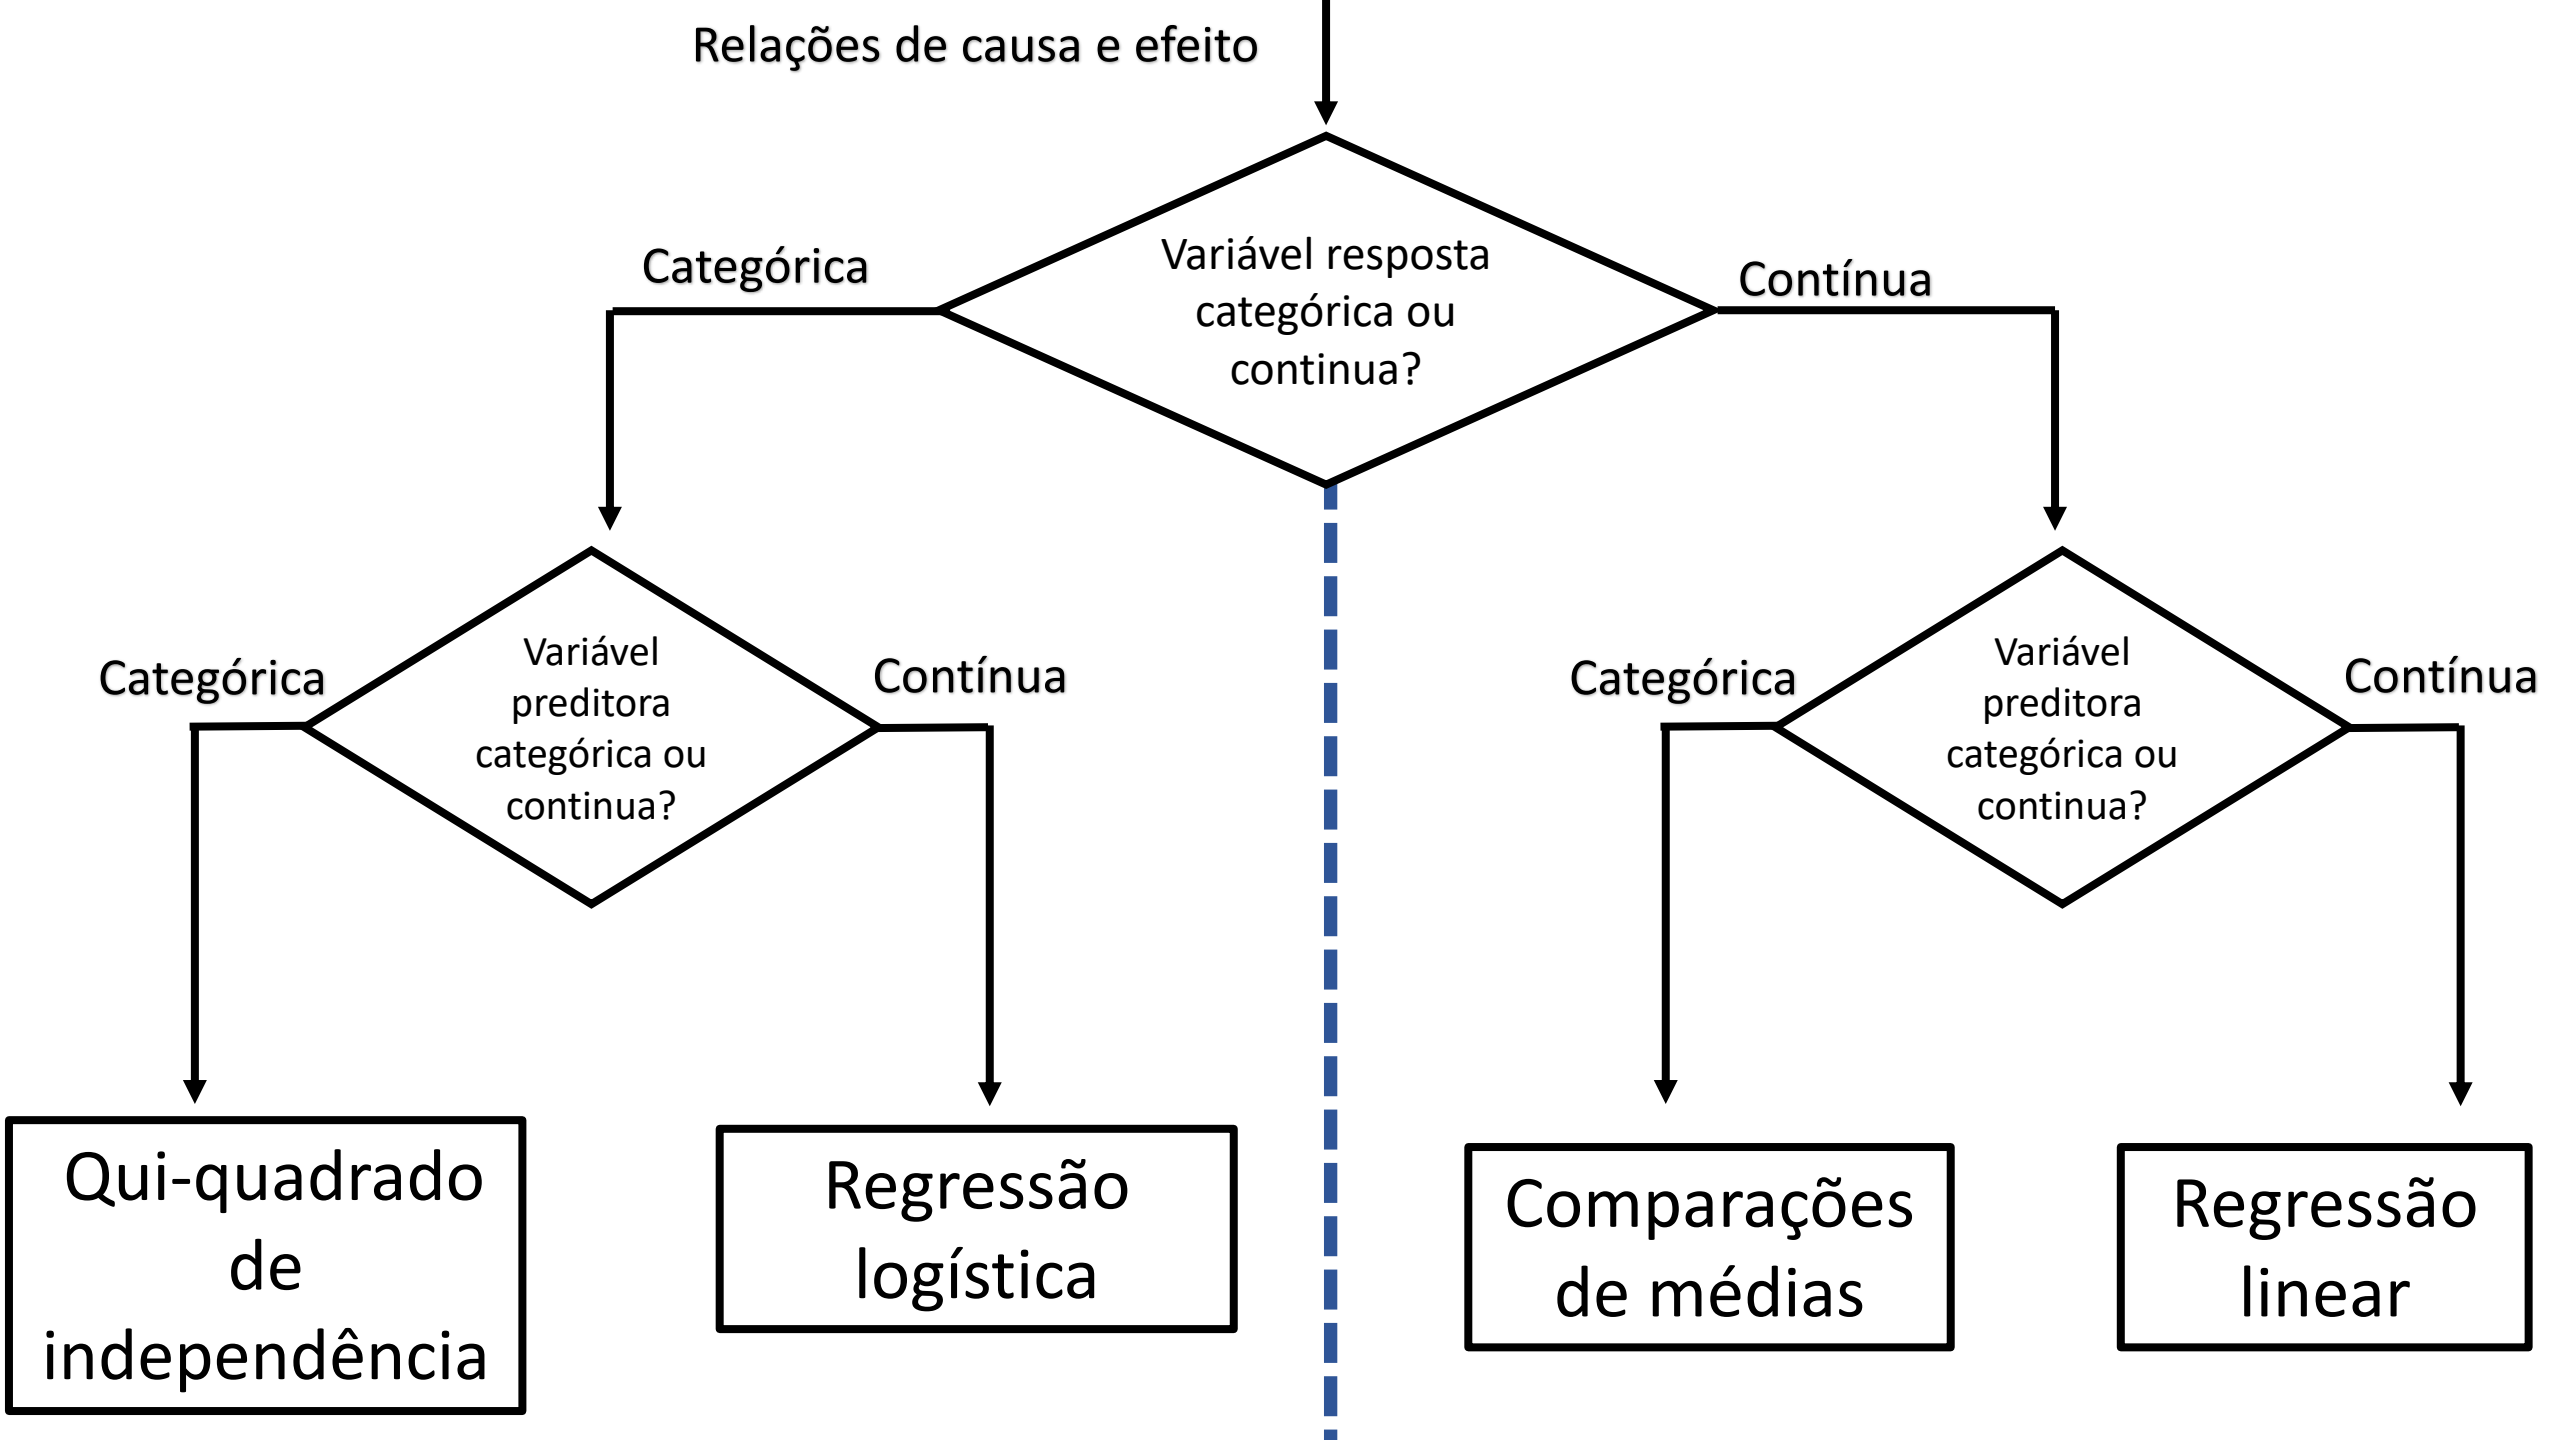 Relações de causa e efeito
Categórica
Variável resposta
categórica ou
continua?
Contínua
Categórica
Variável
preditora
categórica ou
continua?
Contínua
Categórica
Variável
preditora
categórica ou
continua?
Contínua
Qui-quadrado
de
independência
Regressão
logística
Comparações
de médias
Regressão
linear